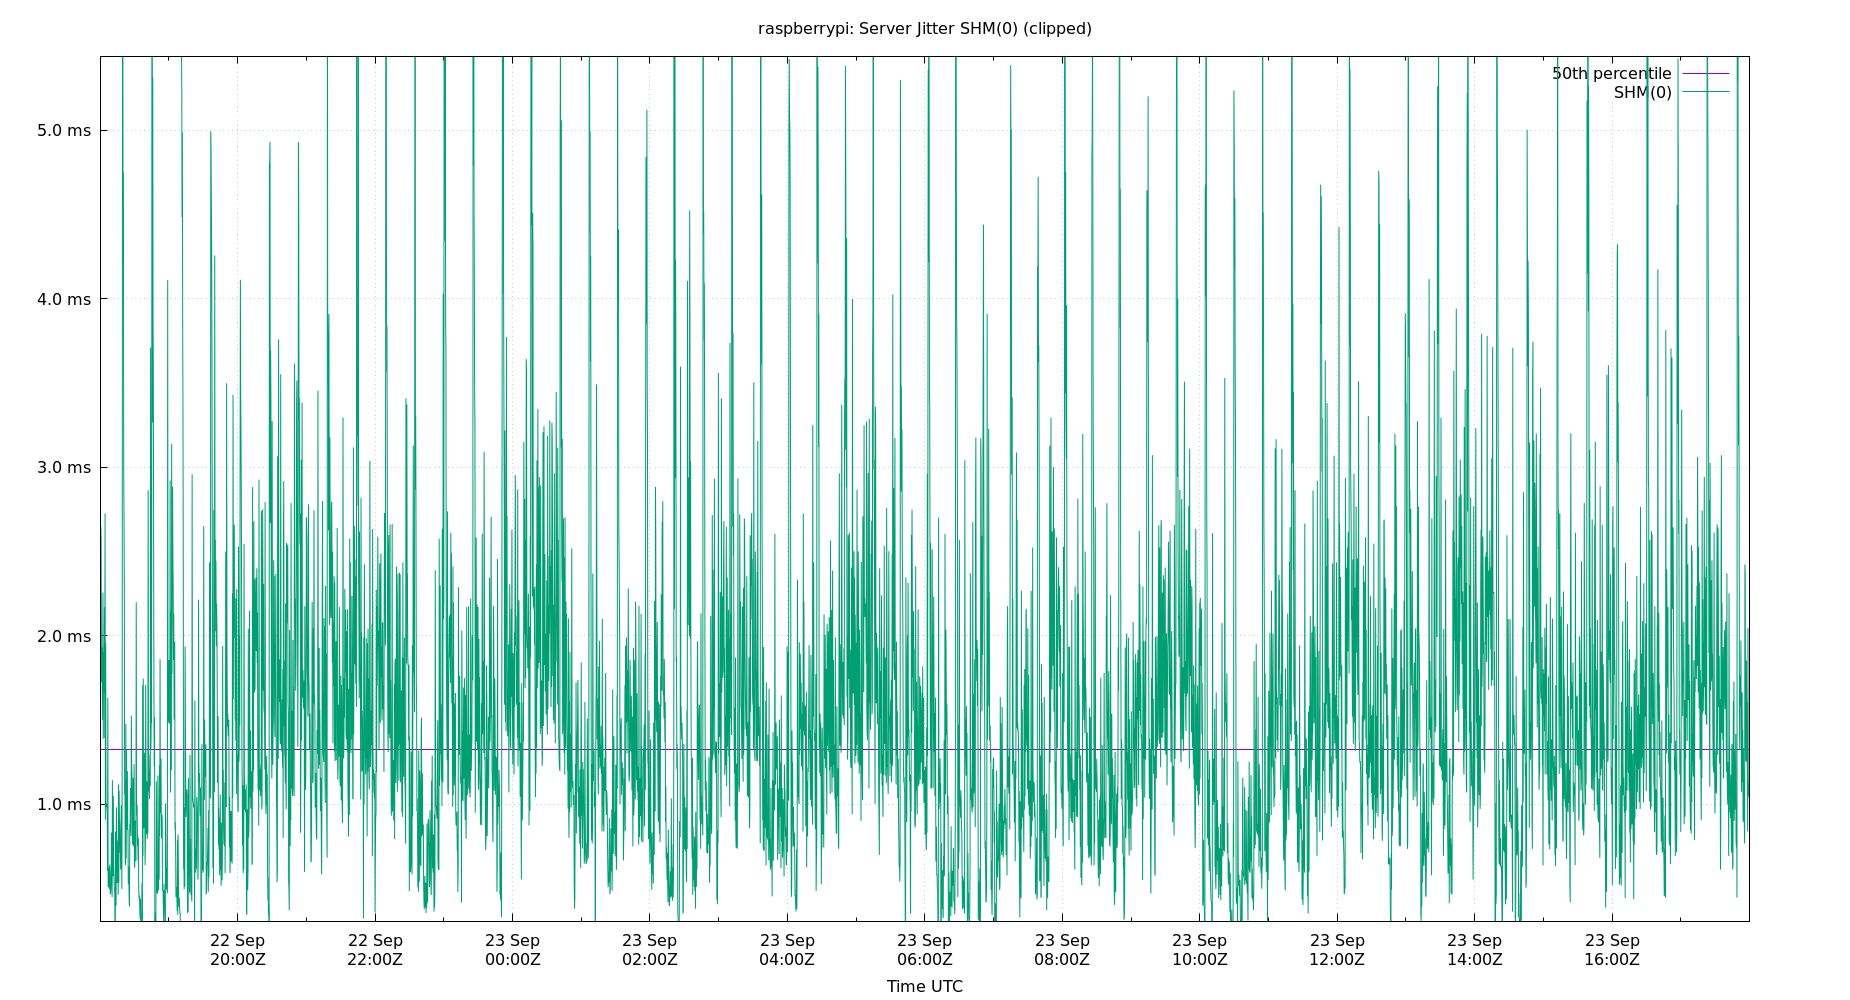 raspberrypi: Server Jitter SHM(0) (clipped)
50th percentile
SHM(0)
5.0 ms
4.0 ms
3.0 ms
2.0 ms
1.0 ms
22 Sep 22 Sep 23 Sep 23 Sep 23 Sep 23 Sep 23 Sep 23 Sep 23 Sep 23 Sep 23 Sep
20:00Z 22:00Z 00:00Z 02:00Z 04:00Z 06:00Z 08:00Z 10:00Z 12:00Z 14:00Z 16:00Z
Time UTC